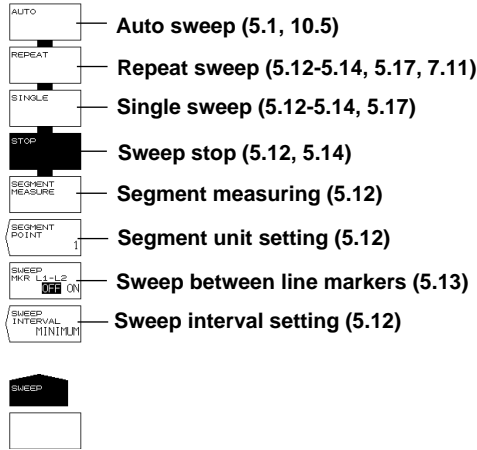 AUTO
Auto sweep (5.1, 10.5)
REPEAT
Repeat sweep (5.12-5.14, 5.17, 7.11)
SINGLE
Single sweep (5.12-5.14, 5.17)
STOP
Sweep stop (5.12, 5.14)
SEGMENT
MEASURE
Segment measuring (5.12)
SEGMENT
POINT
1
Segment unit setting (5.12)
SWEEP
MKR L1-L2
OFF ON
Sweep between line markers (5.13)
SWEEP
INTERVAL
MINIMUM
Sweep interval setting (5.12)
SWEEP